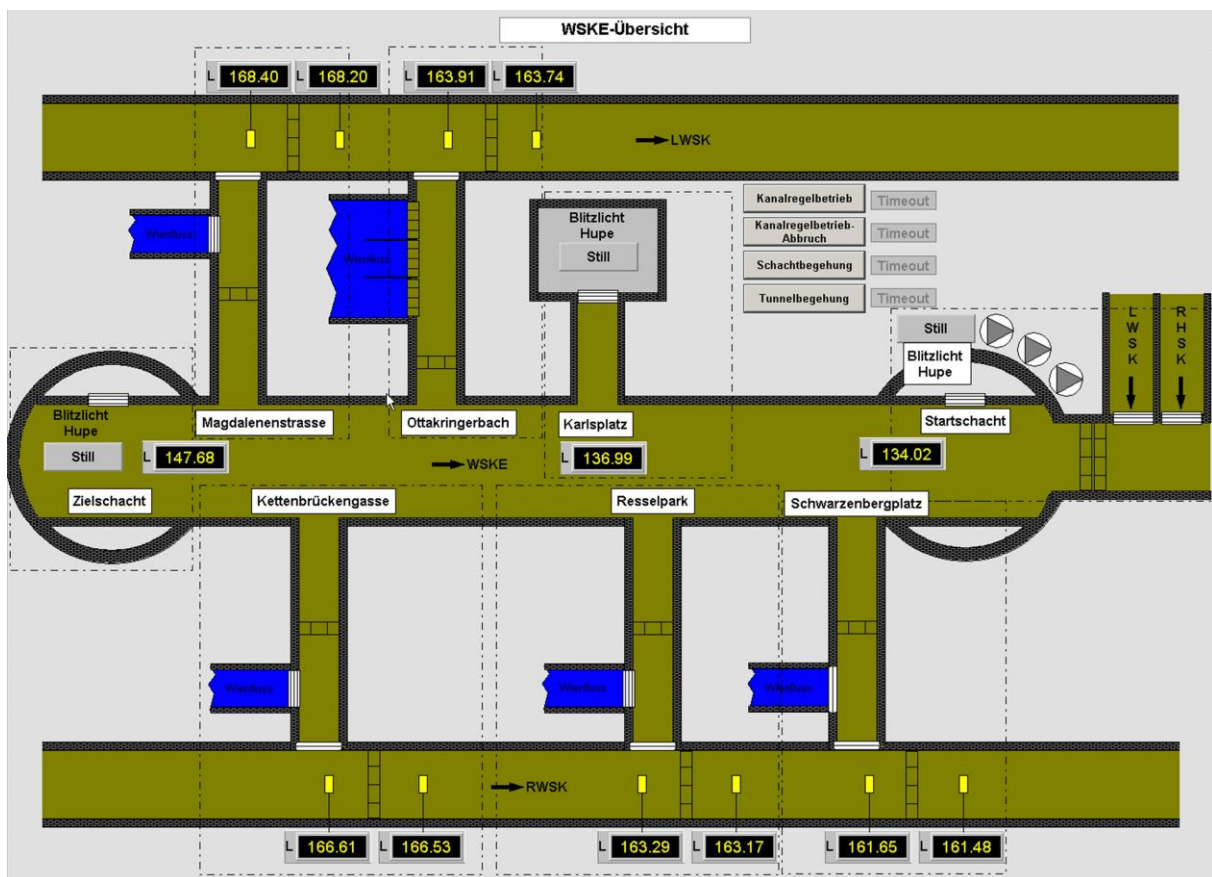 WSKE-Übersicht
L 168.40
L 168.20
L 163.91
L 163.74
LWSK
Wienfluss
Wienfluss
Blitzlicht
Hupe
Still
Kanalregelbetrieb
Timeout
Kanalregelbetrieb-
Abbruch
Timeout
Schachtbegehung
Timeout
Tunnelbegehung
Timeout
Still
Blitzlicht
Hupe
LWSK
RHSK
Blitzlicht
Hupe
Still
Magdalenenstrasse
Ottakringerbach
Karlsplatz
Startschacht
L 147.68
WSKE
L 136.99
L 134.02
Zielschacht
Kettenbrückengasse
Resselpark
Schwarzenbergplatz
Wienfluss
Wienfluss
Wienfluss
RWSK
L 166.61
L 166.53
L 163.29
L 163.17
L 161.65
L 161.48